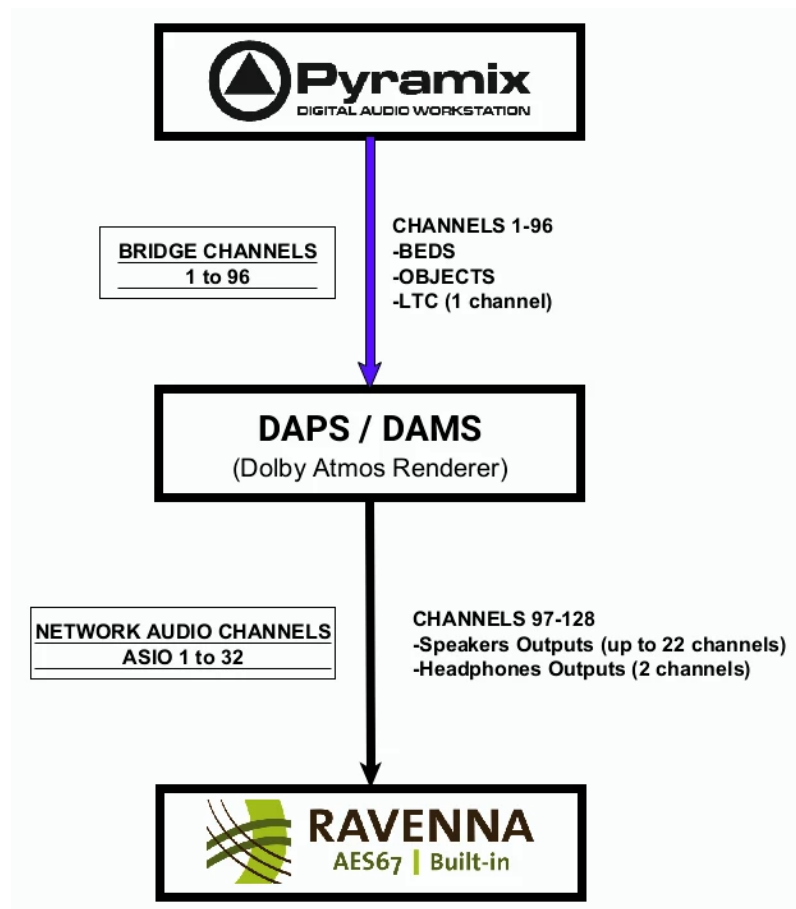 Pyramix
DIGITAL AUDIO WORKSTATION
BRIDGE CHANNELS
1 to 96
CHANNELS 1-96
-BEDS
-OBJECTS
-LTC (1 channel)
DAPS / DAMS
(Dolby Atmos Renderer)
NETWORK AUDIO CHANNELS
ASIO 1 to 32
CHANNELS 97-128
-Speakers Outputs (up to 22 channels)
-Headphones Outputs (2 channels)
RAVENNA
AES67 | Built-in